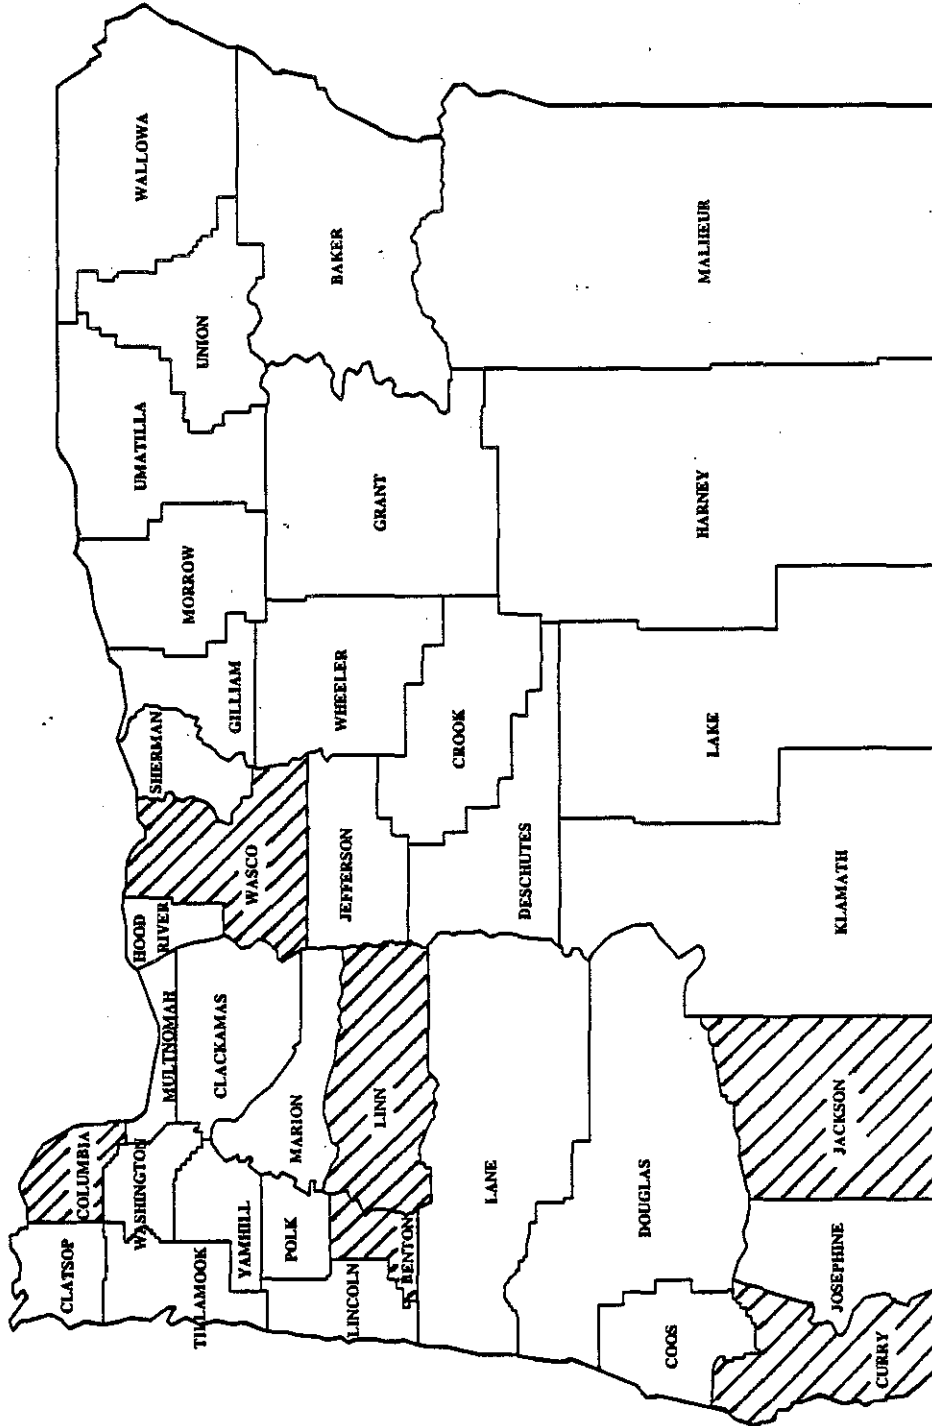 CLATSOP
COLUMBIA
TILLAMOOK
WASHINGTON
MULTNOMAH
HOOD
RIVER
SHERMAN
GILLIAM
MORROW
UMATILLA
UNION
WALLOWA
YAMHILL
CLACKAMAS
WASCO
POLK
MARION
LINCOLN
BENTON
LINN
JEFFERSON
WHEELER
GRANT
BAKER
LANE
DESCHUTES
CROOK
COOS
DOUGLAS
CURRY
JOSEPHINE
JACKSON
KLAMATH
LAKE
HARNEY
MALHEUR